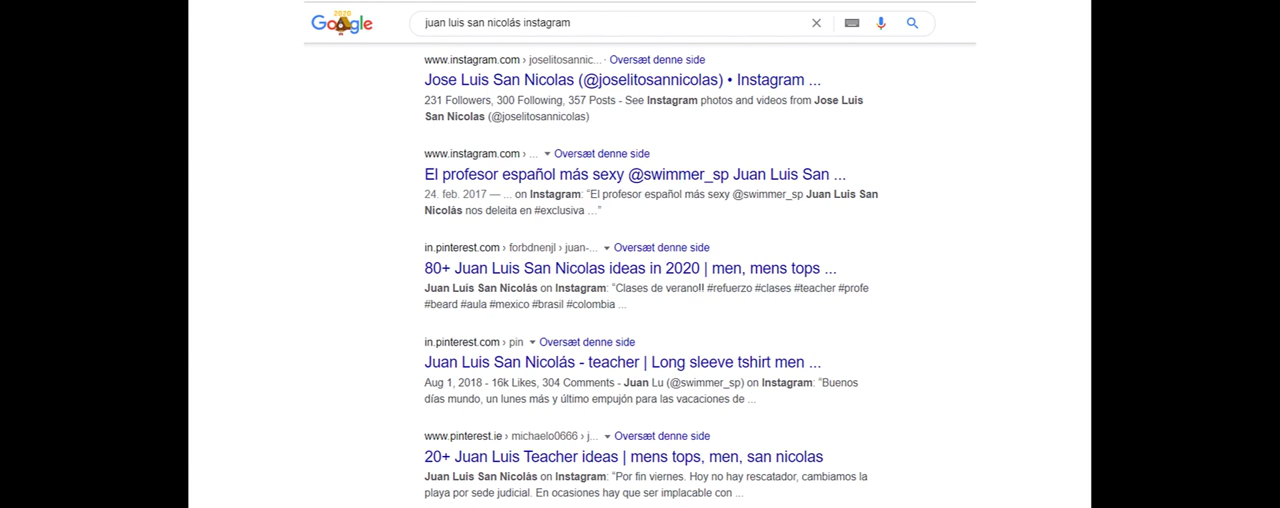 2020
Google
juan luis san nicolás instagram
www.instagram.com › joselitosannic... · Oversæt denne side
Jose Luis San Nicolas (@joselitosannicolas) • Instagram ...
231 Followers, 300 Following, 357 Posts - See Instagram photos and videos from Jose Luis
San Nicolas (@joselitosannicolas)
www.instagram.com › ... Oversæt denne side
El profesor español más sexy @swimmer_sp Juan Luis San ...
24. feb. 2017 — ... on Instagram: “El profesor español más sexy @swimmer_sp Juan Luis San
Nicolás nos deleita en #exclusiva ...”
in.pinterest.com › forbdnenjl › juan-... Oversæt denne side
80+ Juan Luis San Nicolas ideas in 2020 | men, mens tops ...
Juan Luis San Nicolás on Instagram: “Clases de verano!! #refuerzo #clases #teacher #profe
#beard #aula #mexico #brasil #colombia ...
in.pinterest.com › pin Oversæt denne side
Juan Luis San Nicolás - teacher | Long sleeve tshirt men ...
Aug 1, 2018 - 16k Likes, 304 Comments - Juan Lu (@swimmer_sp) on Instagram: “Buenos
días mundo, un lunes más y último empujón para las vacaciones de ...
www.pinterest.ie › michaelo0666 › j... Oversæt denne side
20+ Juan Luis Teacher ideas | mens tops, men, san nicolas
Juan Luis San Nicolás on Instagram: “Por fin viernes. Hoy no hay rescatador, cambiamos la
playa por sede judicial. En ocasiones hay que ser implacable con ...